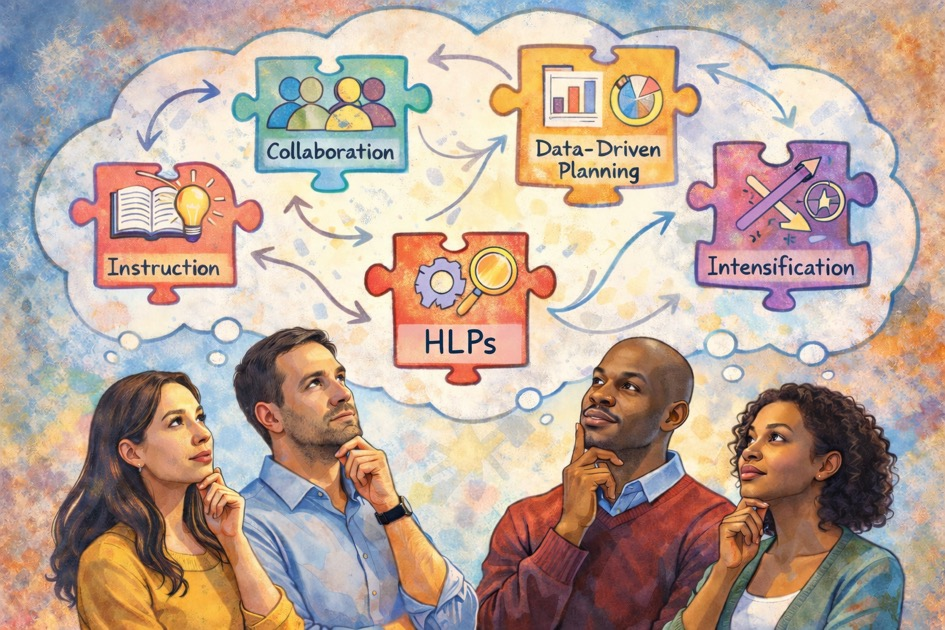 Collaboration
Data-Driven
Planning
Instruction
Intensification
HLPs